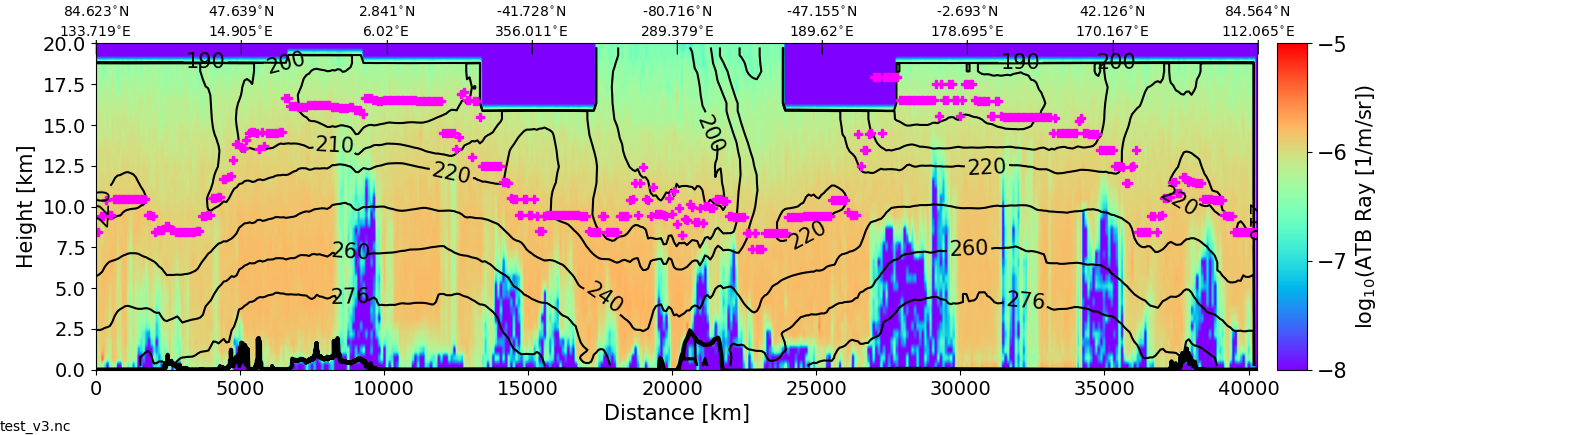 84.623°N 47.639°N 2.841°N -41.728°N -80.716°N -47.155°N -2.693°N 42.126°N 84.564°N
133.719°E 14.905°E 6.02°E 356.011°E 289.379°E 189.62°E 178.695°E 170.167°E 112.065°E
20.0 190 200 190 200 −5
17.5
15.0 210 200
12.5 220 220 −6
10.0 220 220
7.5 260 220 260 −7
5.0 276 240 276
2.5
0.0 −8
0 5000 10000 15000 20000 25000 30000 35000 40000
Distance [km]
Height [km]
log₁₀(ATB Ray [1/m/sr])
test_v3.nc